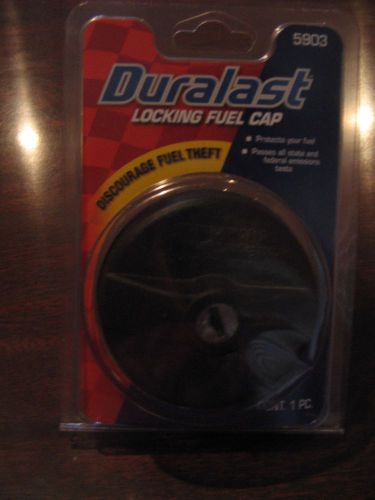 5903
Duralast
LOCKING FUEL CAP
DISCOURAGE FUEL THEFT
Protects your fuel
Passes all state and
federal emissions
tests
CONT. 1 PC.